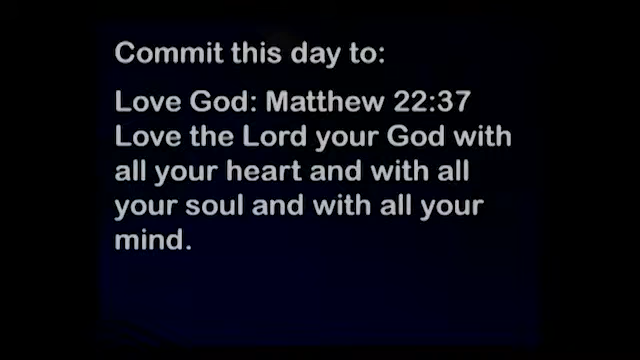 Commit this day to:
Love God: Matthew 22:37
Love the Lord your God with
all your heart and with all
your soul and with all your
mind.